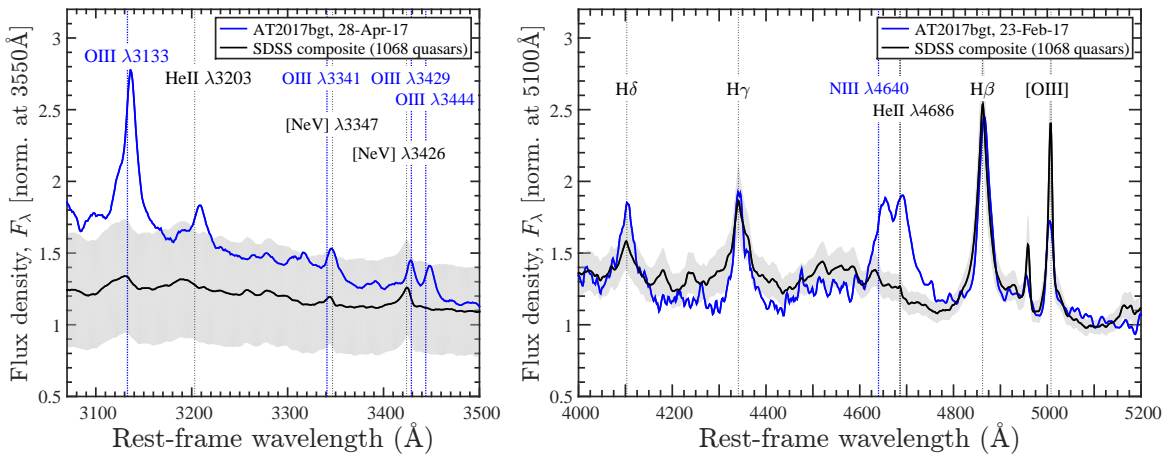 AT2017bgt, 28-Apr-17
SDSS composite (1068 quasars)
OIII λ3133
HeII λ3203
OIII λ3341
OIII λ3429
OIII λ3444
[NeV] λ3347
[NeV] λ3426
Flux density, Fλ [norm. at 3550Å]
3
2.5
2
1.5
1
0.5
3100
3200
3300
3400
3500
Rest-frame wavelength (Å)
AT2017bgt, 23-Feb-17
SDSS composite (1068 quasars)
Hδ
Hγ
NIII λ4640
HeII λ4686
Hβ
[OIII]
Flux density, Fλ [norm. at 5100Å]
3
2.5
2
1.5
1
0.5
4000
4200
4400
4600
4800
5000
5200
Rest-frame wavelength (Å)